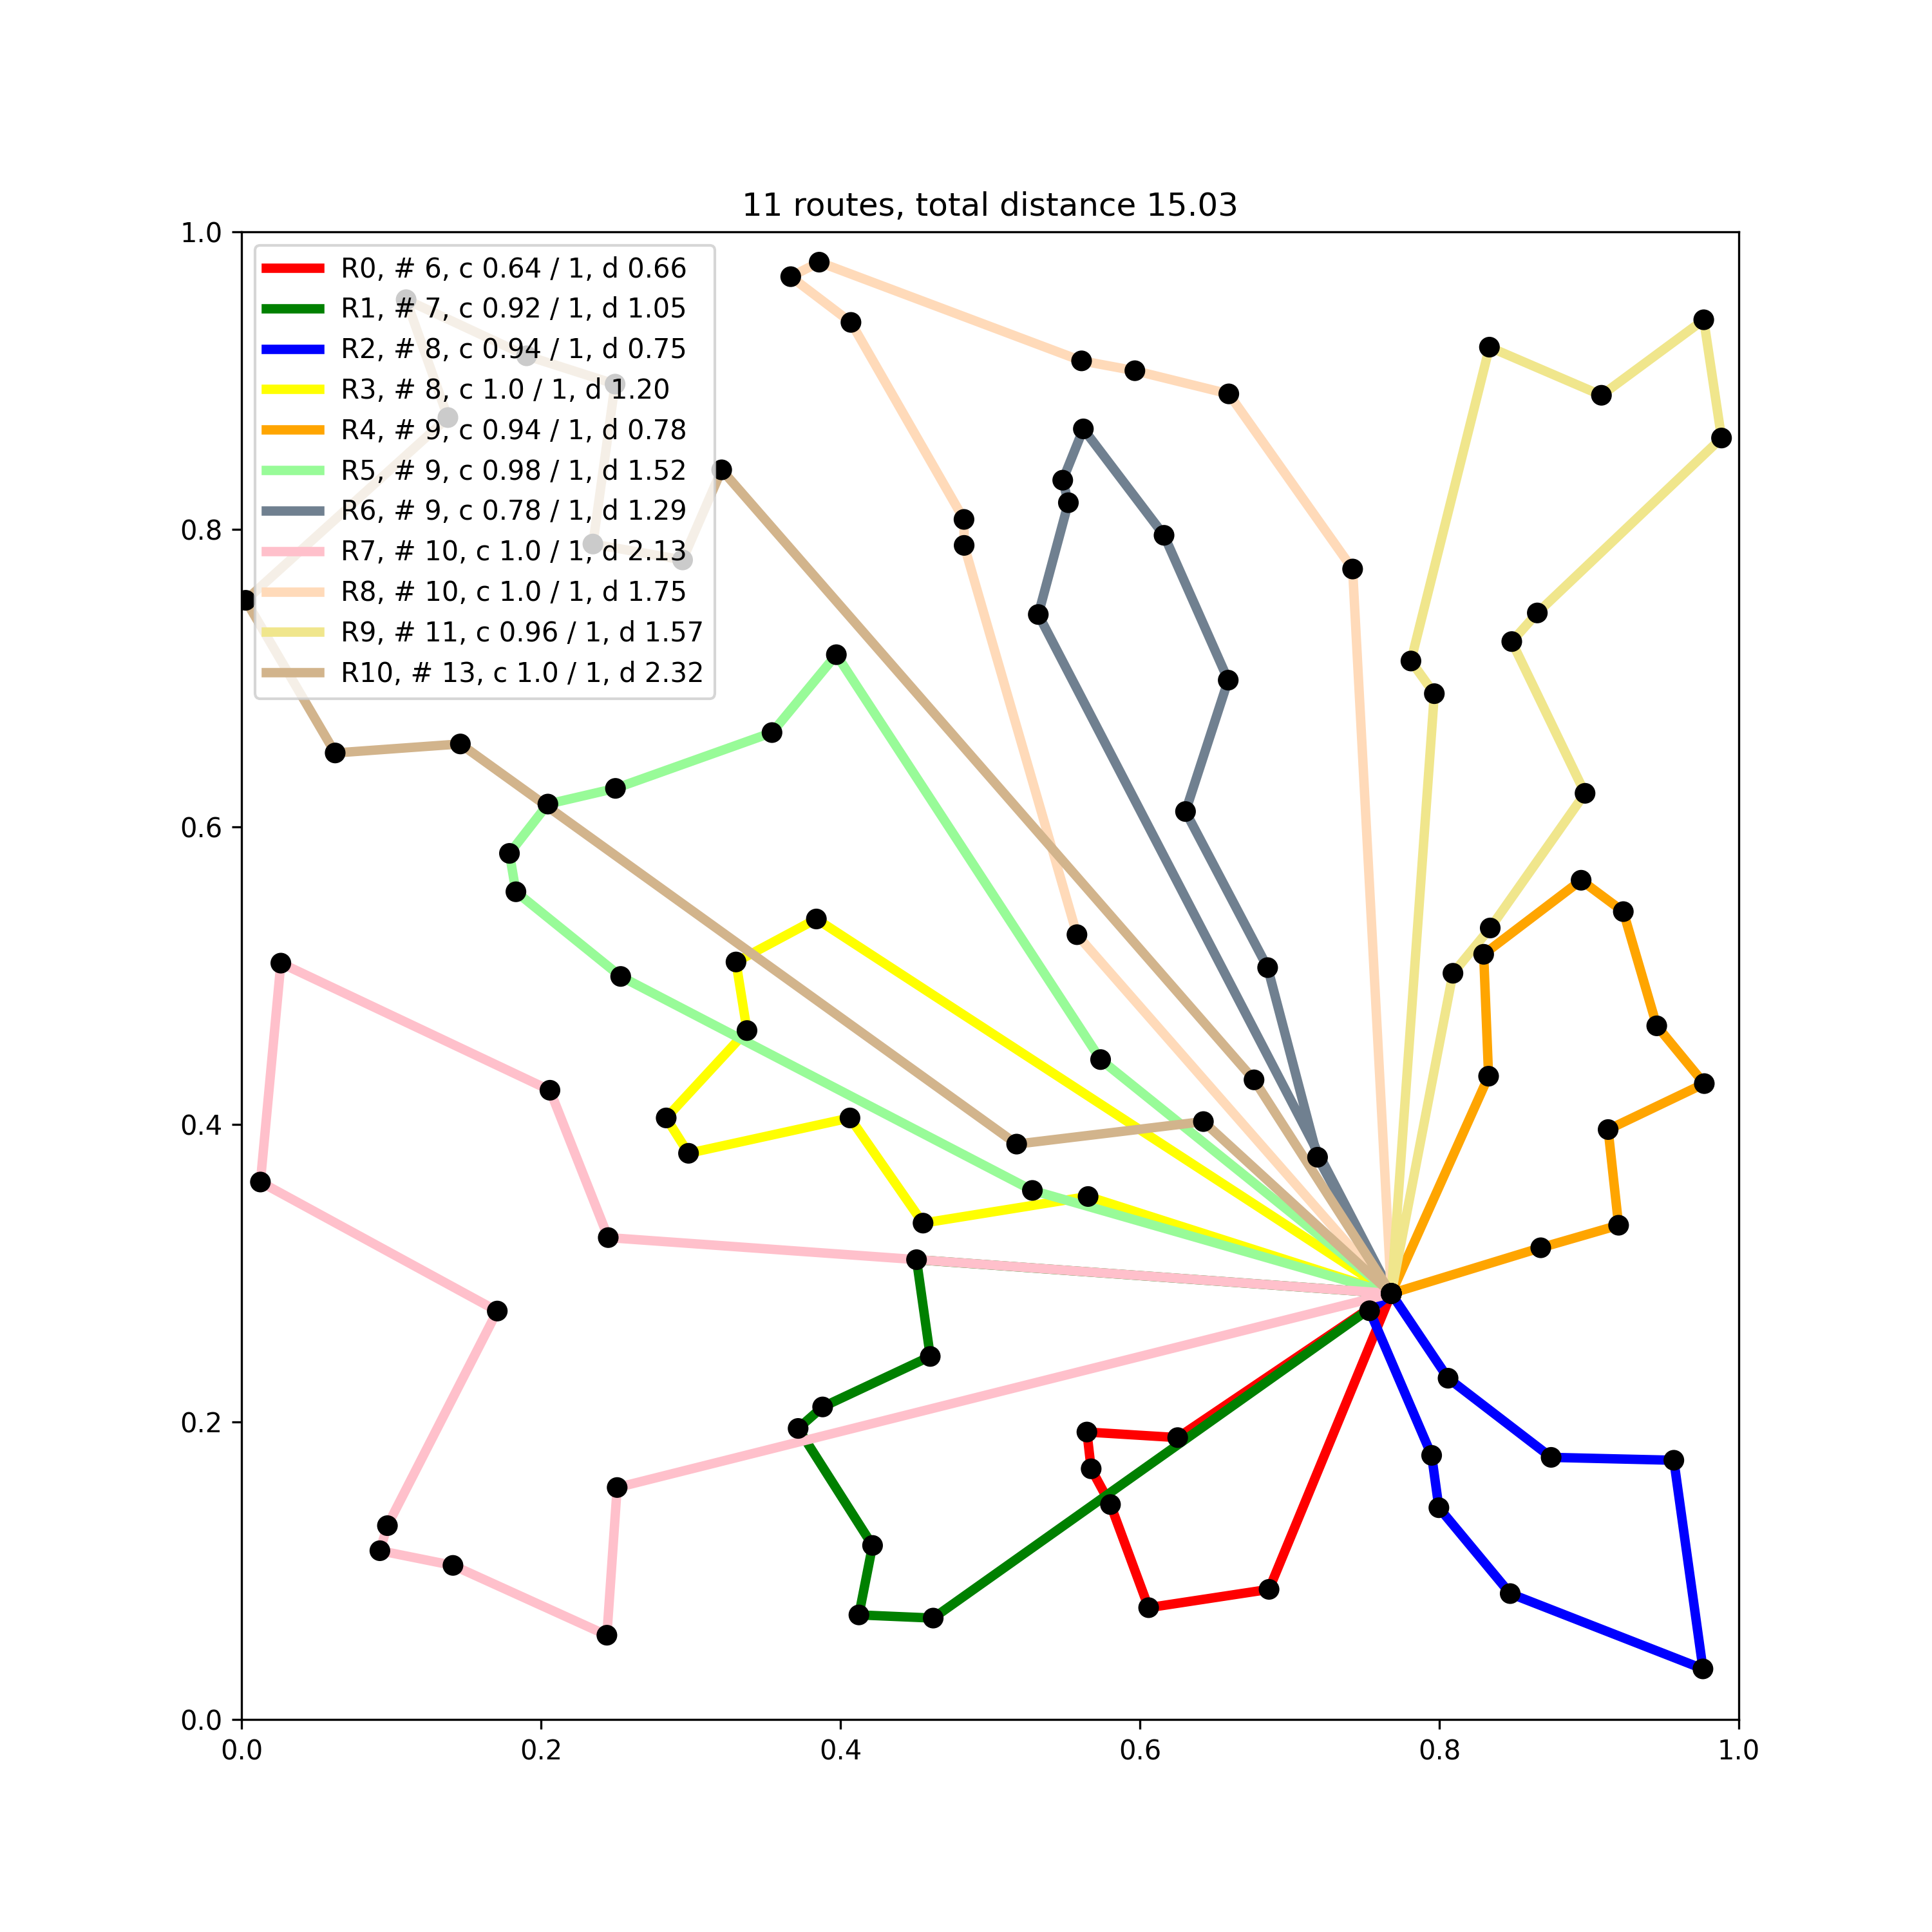 11 routes, total distance 15.03
1.0
0.8
0.6
0.4
0.2
0.0
R0, # 6, c 0.64 / 1, d 0.66
R1, # 7, c 0.92 / 1, d 1.05
R2, # 8, c 0.94 / 1, d 0.75
R3, # 8, c 1.0 / 1, d 1.20
R4, # 9, c 0.94 / 1, d 0.78
R5, # 9, c 0.98 / 1, d 1.52
R6, # 9, c 0.78 / 1, d 1.29
R7, # 10, c 1.0 / 1, d 2.13
R8, # 10, c 1.0 / 1, d 1.75
R9, # 11, c 0.96 / 1, d 1.57
R10, # 13, c 1.0 / 1, d 2.32
0.0 0.2 0.4 0.6 0.8 1.0